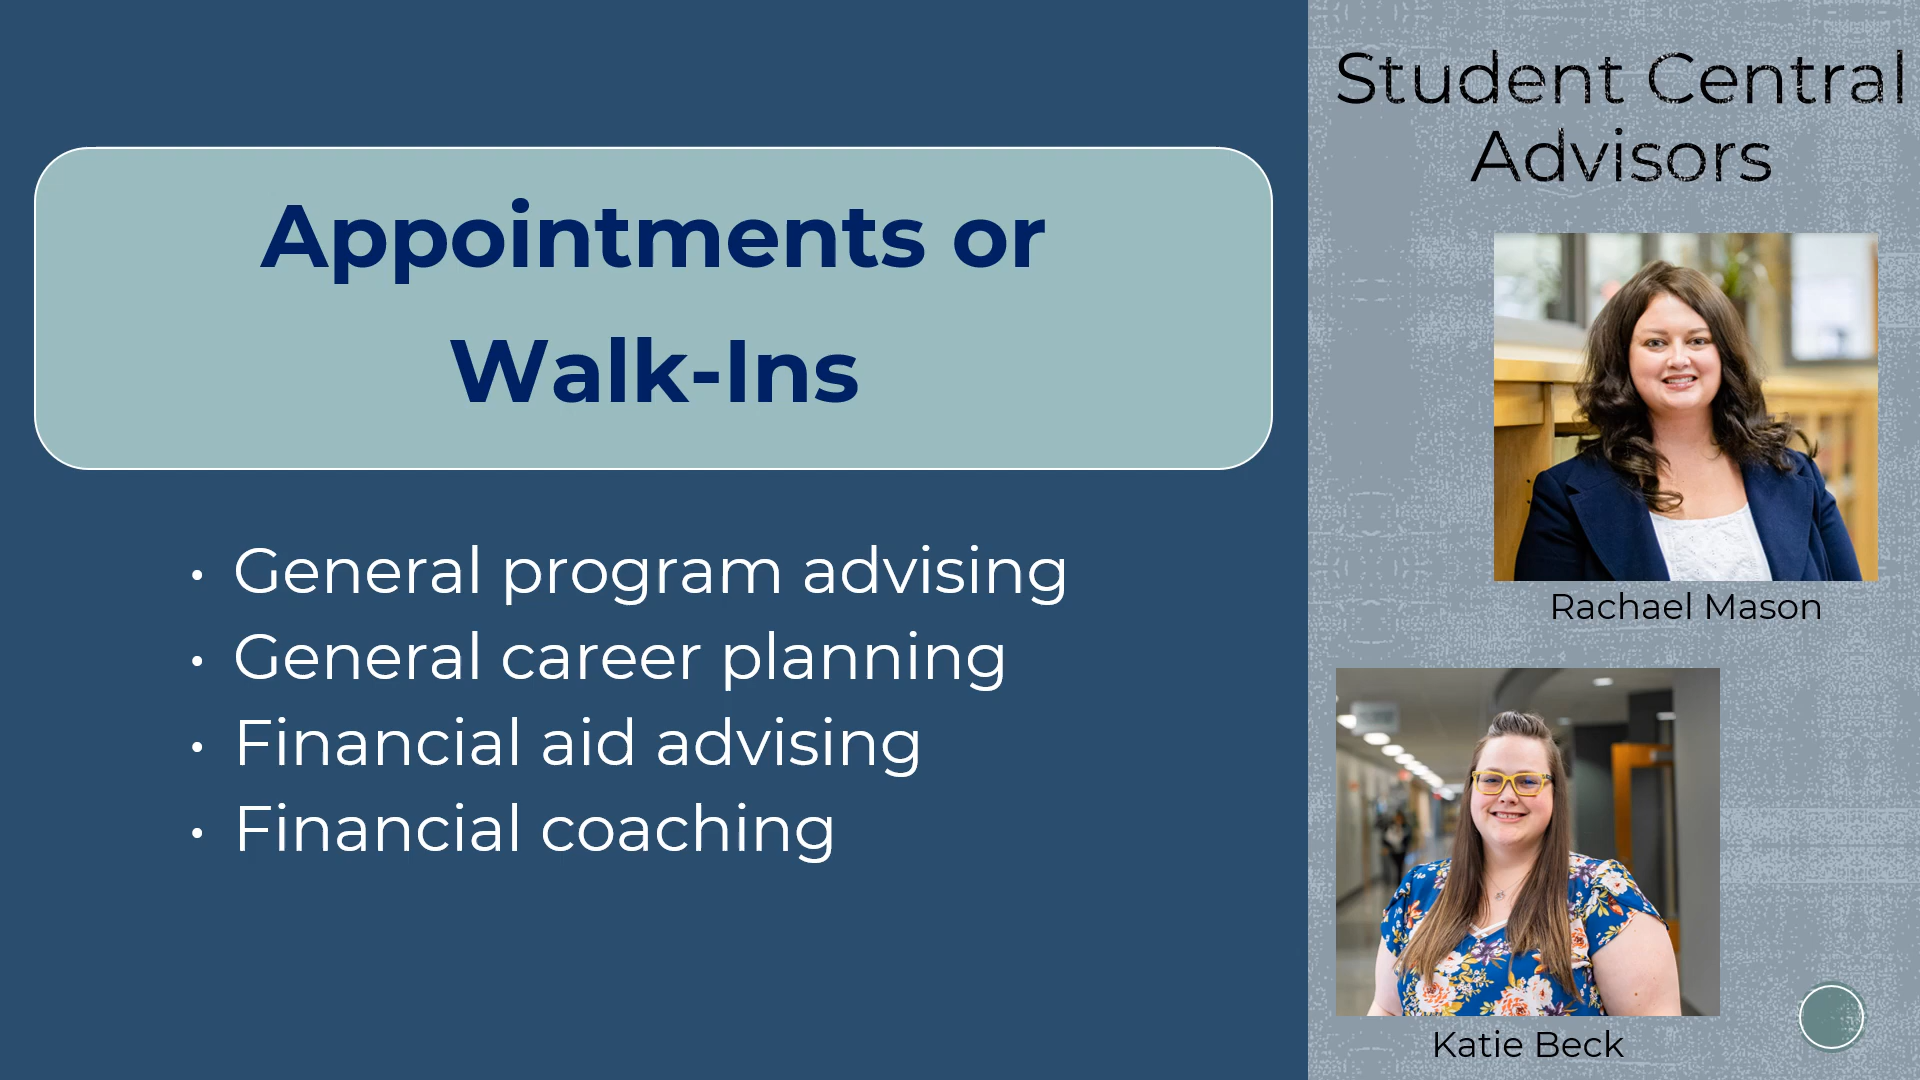 Appointments or
Walk-Ins
• General program advising
• General career planning
• Financial aid advising
• Financial coaching
Student Central
Advisors
Rachael Mason
Katie Beck